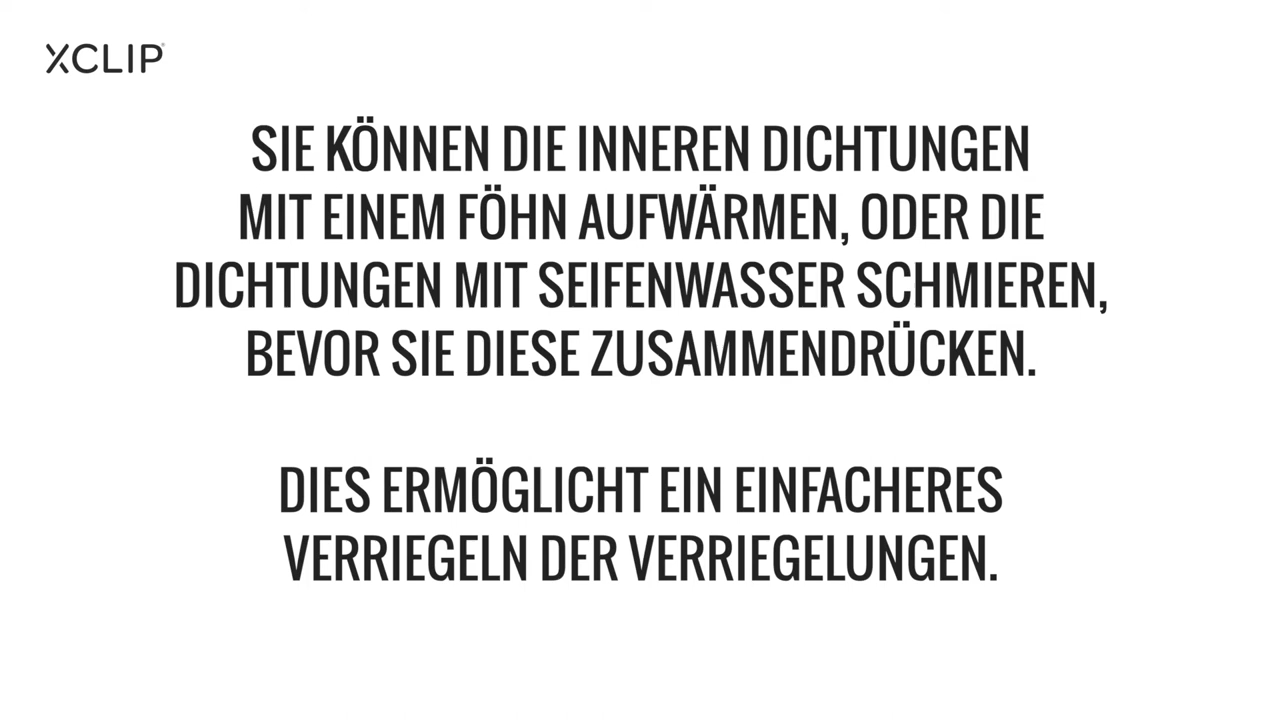 XCLIP®
SIE KÖNNEN DIE INNEREN DICHTUNGEN
MIT EINEM FÖHN AUFWÄRMEN, ODER DIE
DICHTUNGEN MIT SEIFENWASSER SCHMIEREN,
BEVOR SIE DIESE ZUSAMMENDRÜCKEN.
DIES ERMÖGLICHT EIN EINFACHERES
VERRIEGELN DER VERRIEGELUNGEN.